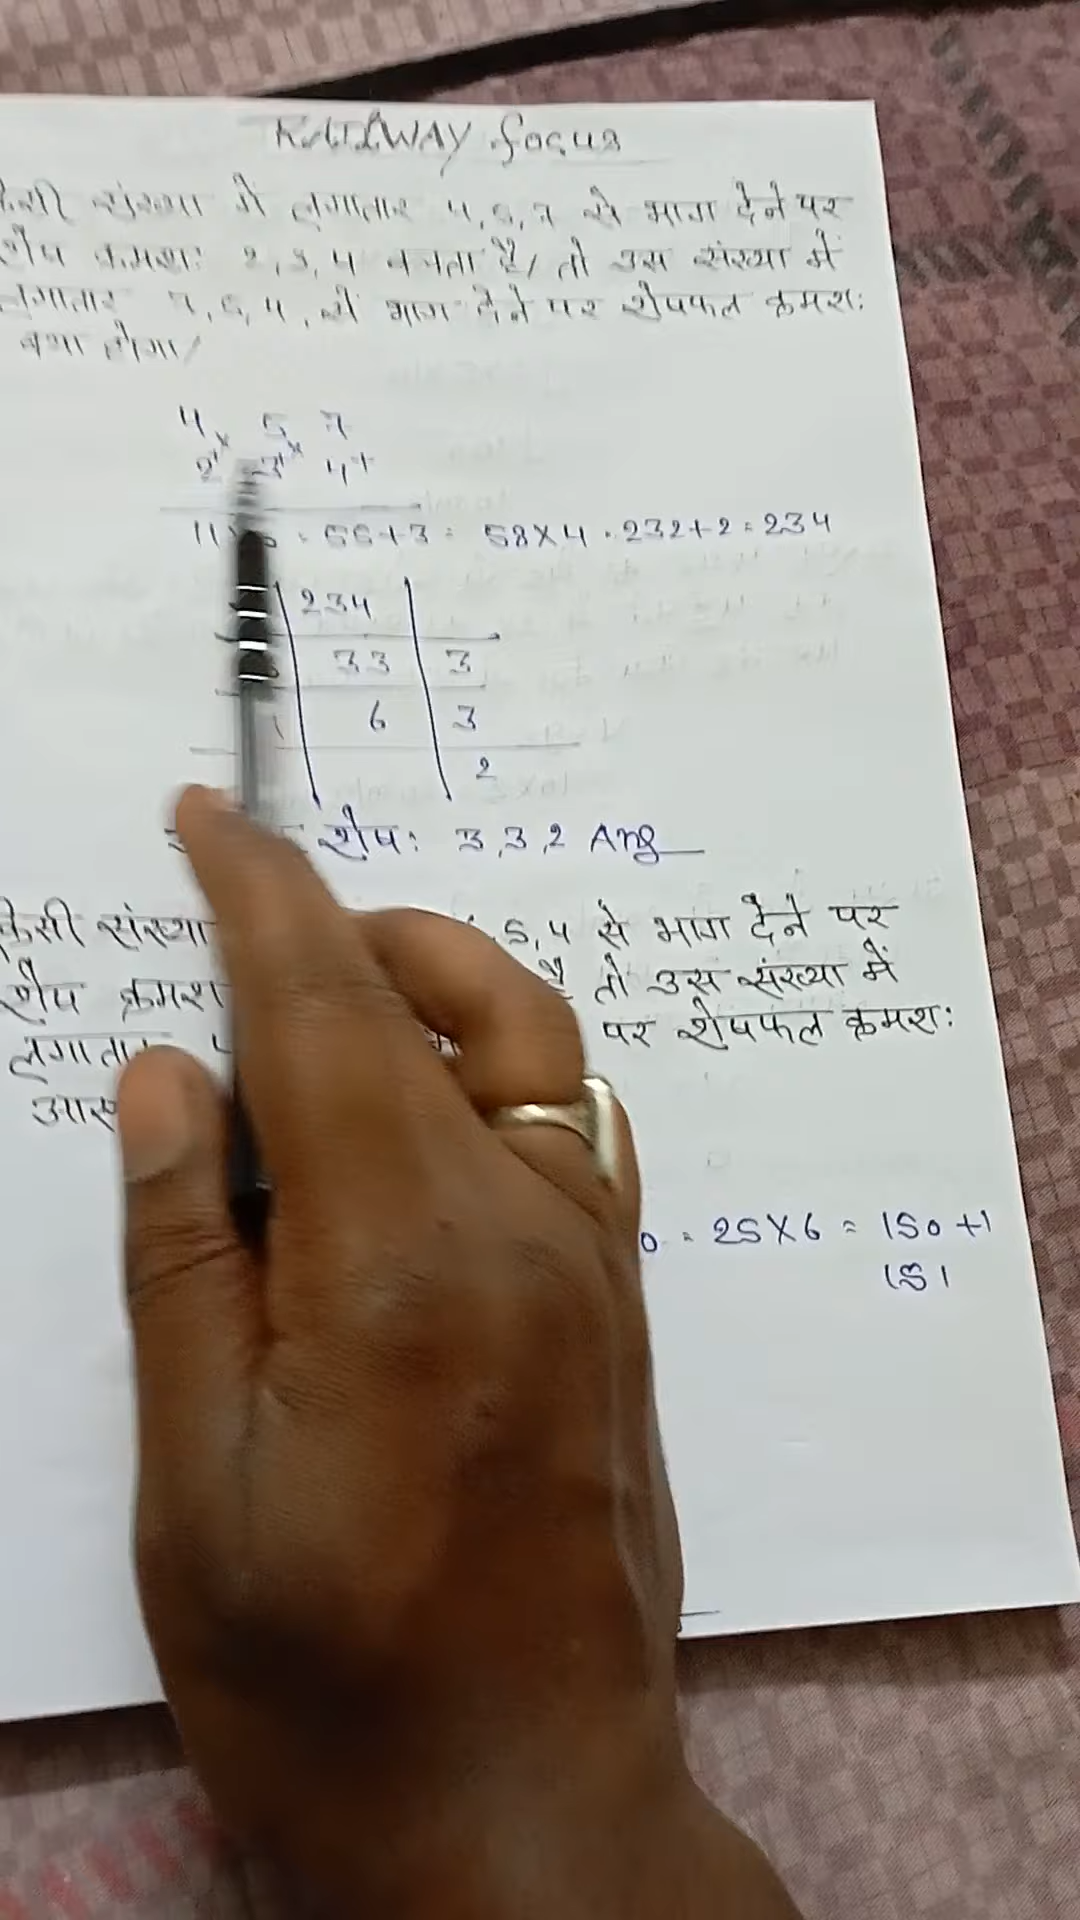 RAILWAY focus
किसी संख्या में लगातार 4, 5, 7 से भाग देने पर
शेष क्रमशः 2, 3, 4 बचता है/ तो उस संख्या में
लगातार 7, 5, 4, से भाग देने पर शेषफल क्रमशः
क्या होगा/
4 5 7
2 3 4
11 × = 55+3 = 58×4 = 232+2 = 234
234
33 3
6 3
2
शेष: 3, 3, 2 Ans
किसी संख्या 5, 4 से भाग देने पर
शेष क्रमश है तो उस संख्या में
लगातार पर शेषफल क्रमश:
0 = 25×6 = 150+1
151